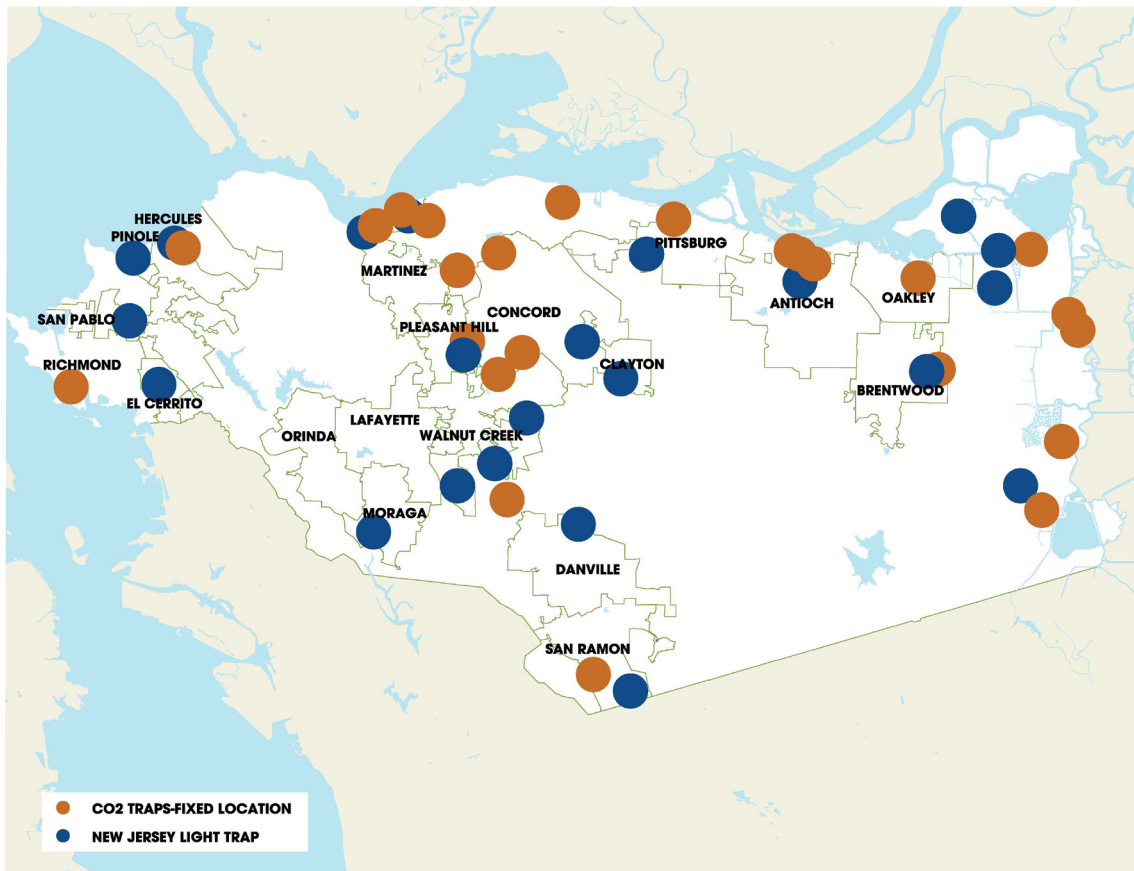 HERCULES
PINOLE
PITTSBURG
MARTINEZ
OAKLEY
ANTIOCH
SAN PABLO
CONCORD
PLEASANT HILL
RICHMOND
CLAYTON
BRENTWOOD
EL CERRITO
LAFAYETTE
ORINDA
WALNUT CREEK
MORAGA
DANVILLE
SAN RAMON
CO2 TRAPS-FIXED LOCATION
NEW JERSEY LIGHT TRAP